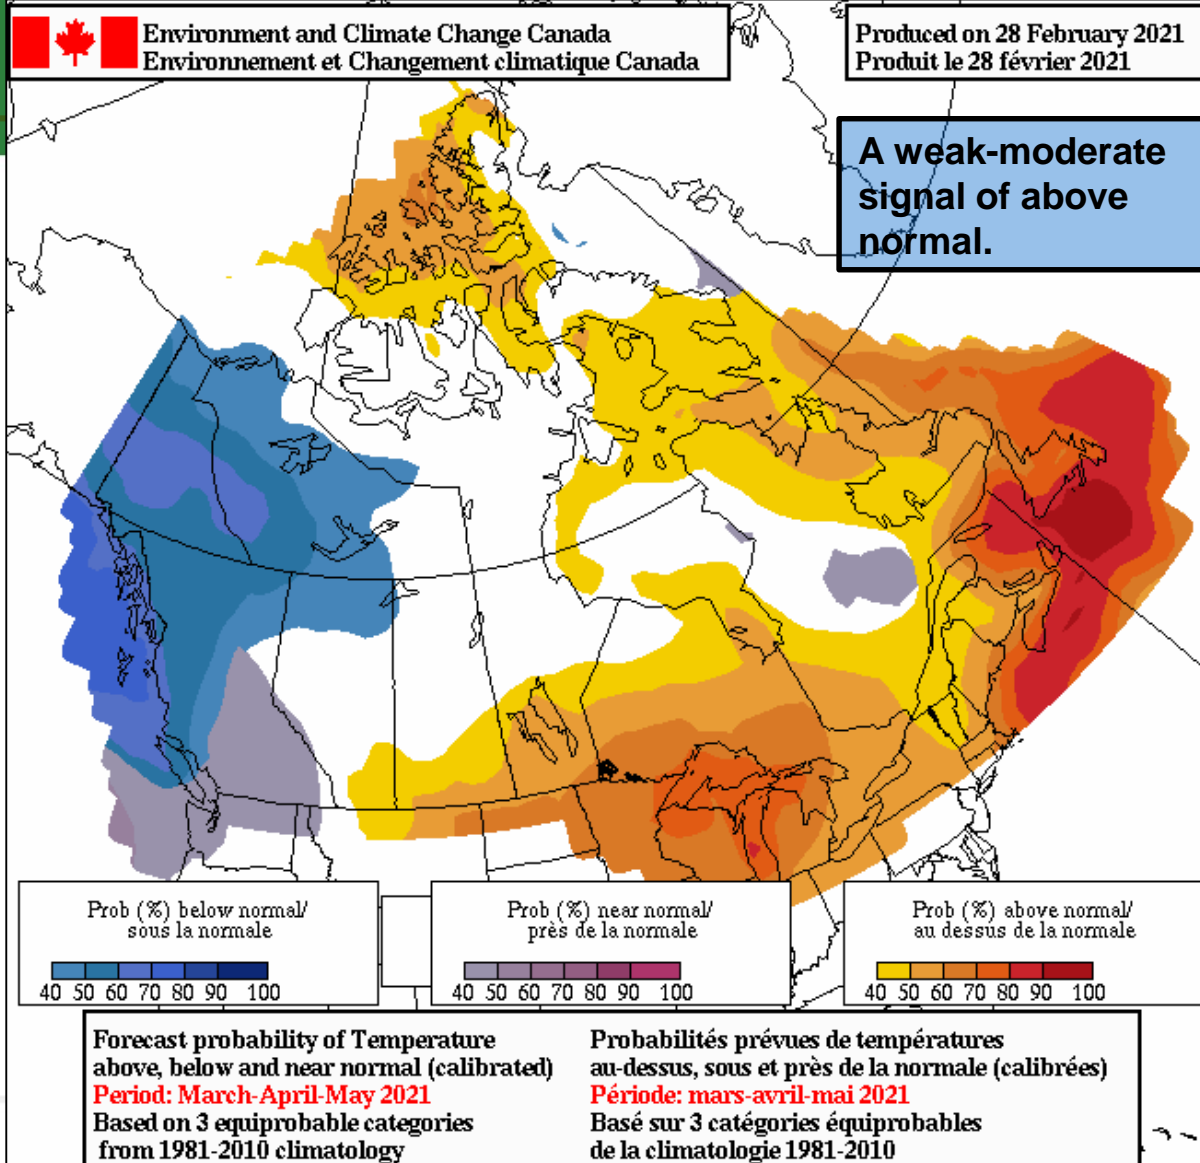 Environment and Climate Change Canada
Environnement et Changement climatique Canada
Produced on 28 February 2021
Produit le 28 février 2021
A weak-moderate
signal of above
normal.
Prob (%) below normal/
sous la normale
40 50 60 70 80 90 100
Prob (%) near normal/
près de la normale
40 50 60 70 80 90 100
Prob (%) above normal/
au dessus de la normale
40 50 60 70 80 90 100
Forecast probability of Temperature
above, below and near normal (calibrated)
Period: March-April-May 2021
Based on 3 equiprobable categories
from 1981-2010 climatology
Probabilités prévues de températures
au-dessus, sous et près de la normale (calibrées)
Période: mars-avril-mai 2021
Basé sur 3 catégories équiprobables
de la climatologie 1981-2010